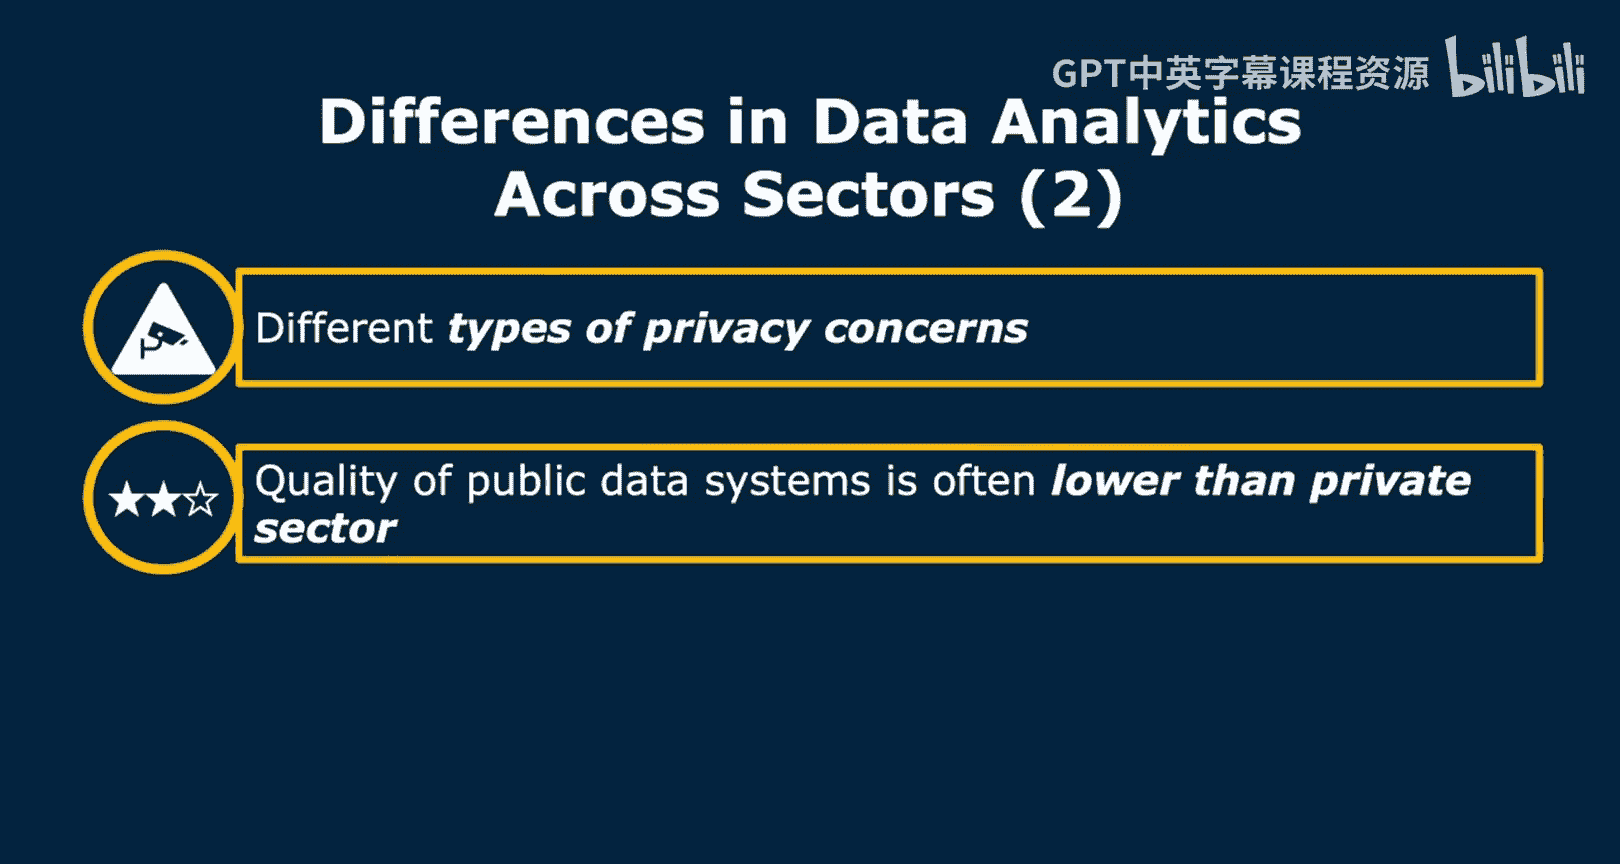 GPT中英字幕课程资源 bilibili
Differences in Data Analytics
Across Sectors (2)
Different types of privacy concerns
Quality of public data systems is often lower than private
sector